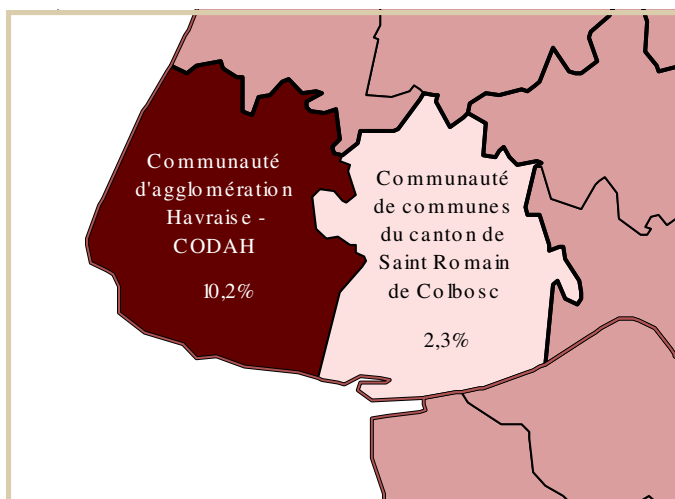 Communauté
d'agglomération
Havraise -
CODAH
10,2%
Communauté
de communes
du canton de
Saint Romain
de Colbosc
2,3%